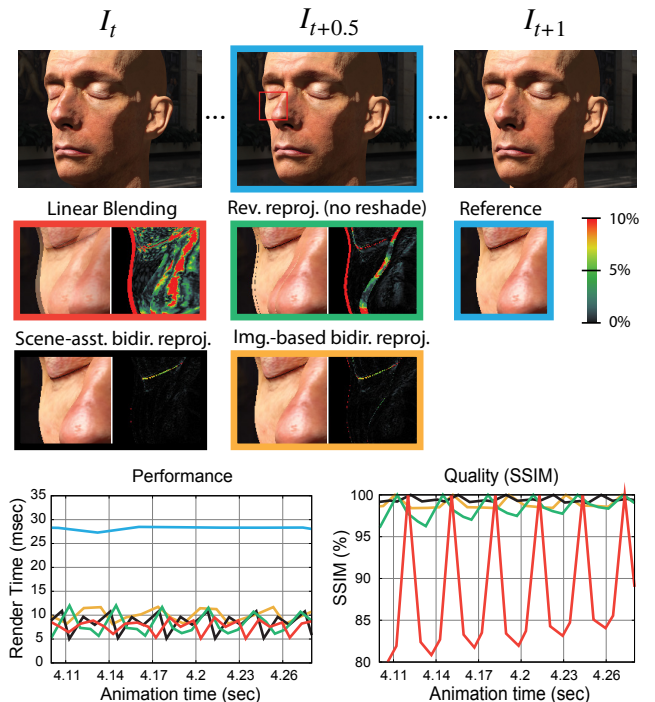 I_t I_{t+0.5} I_{t+1}
... ...
Linear Blending Rev. reproj. (no reshade) Reference
10%
5%
0%
Scene-asst. bidir. reproj. Img.-based bidir. reproj.
Performance
Render Time (msec)
35
30
25
20
15
10
5
0
4.11 4.14 4.17 4.2 4.23 4.26
Animation time (sec)
Quality (SSIM)
SSIM (%)
100
95
90
85
80
4.11 4.14 4.17 4.2 4.23 4.26
Animation time (sec)